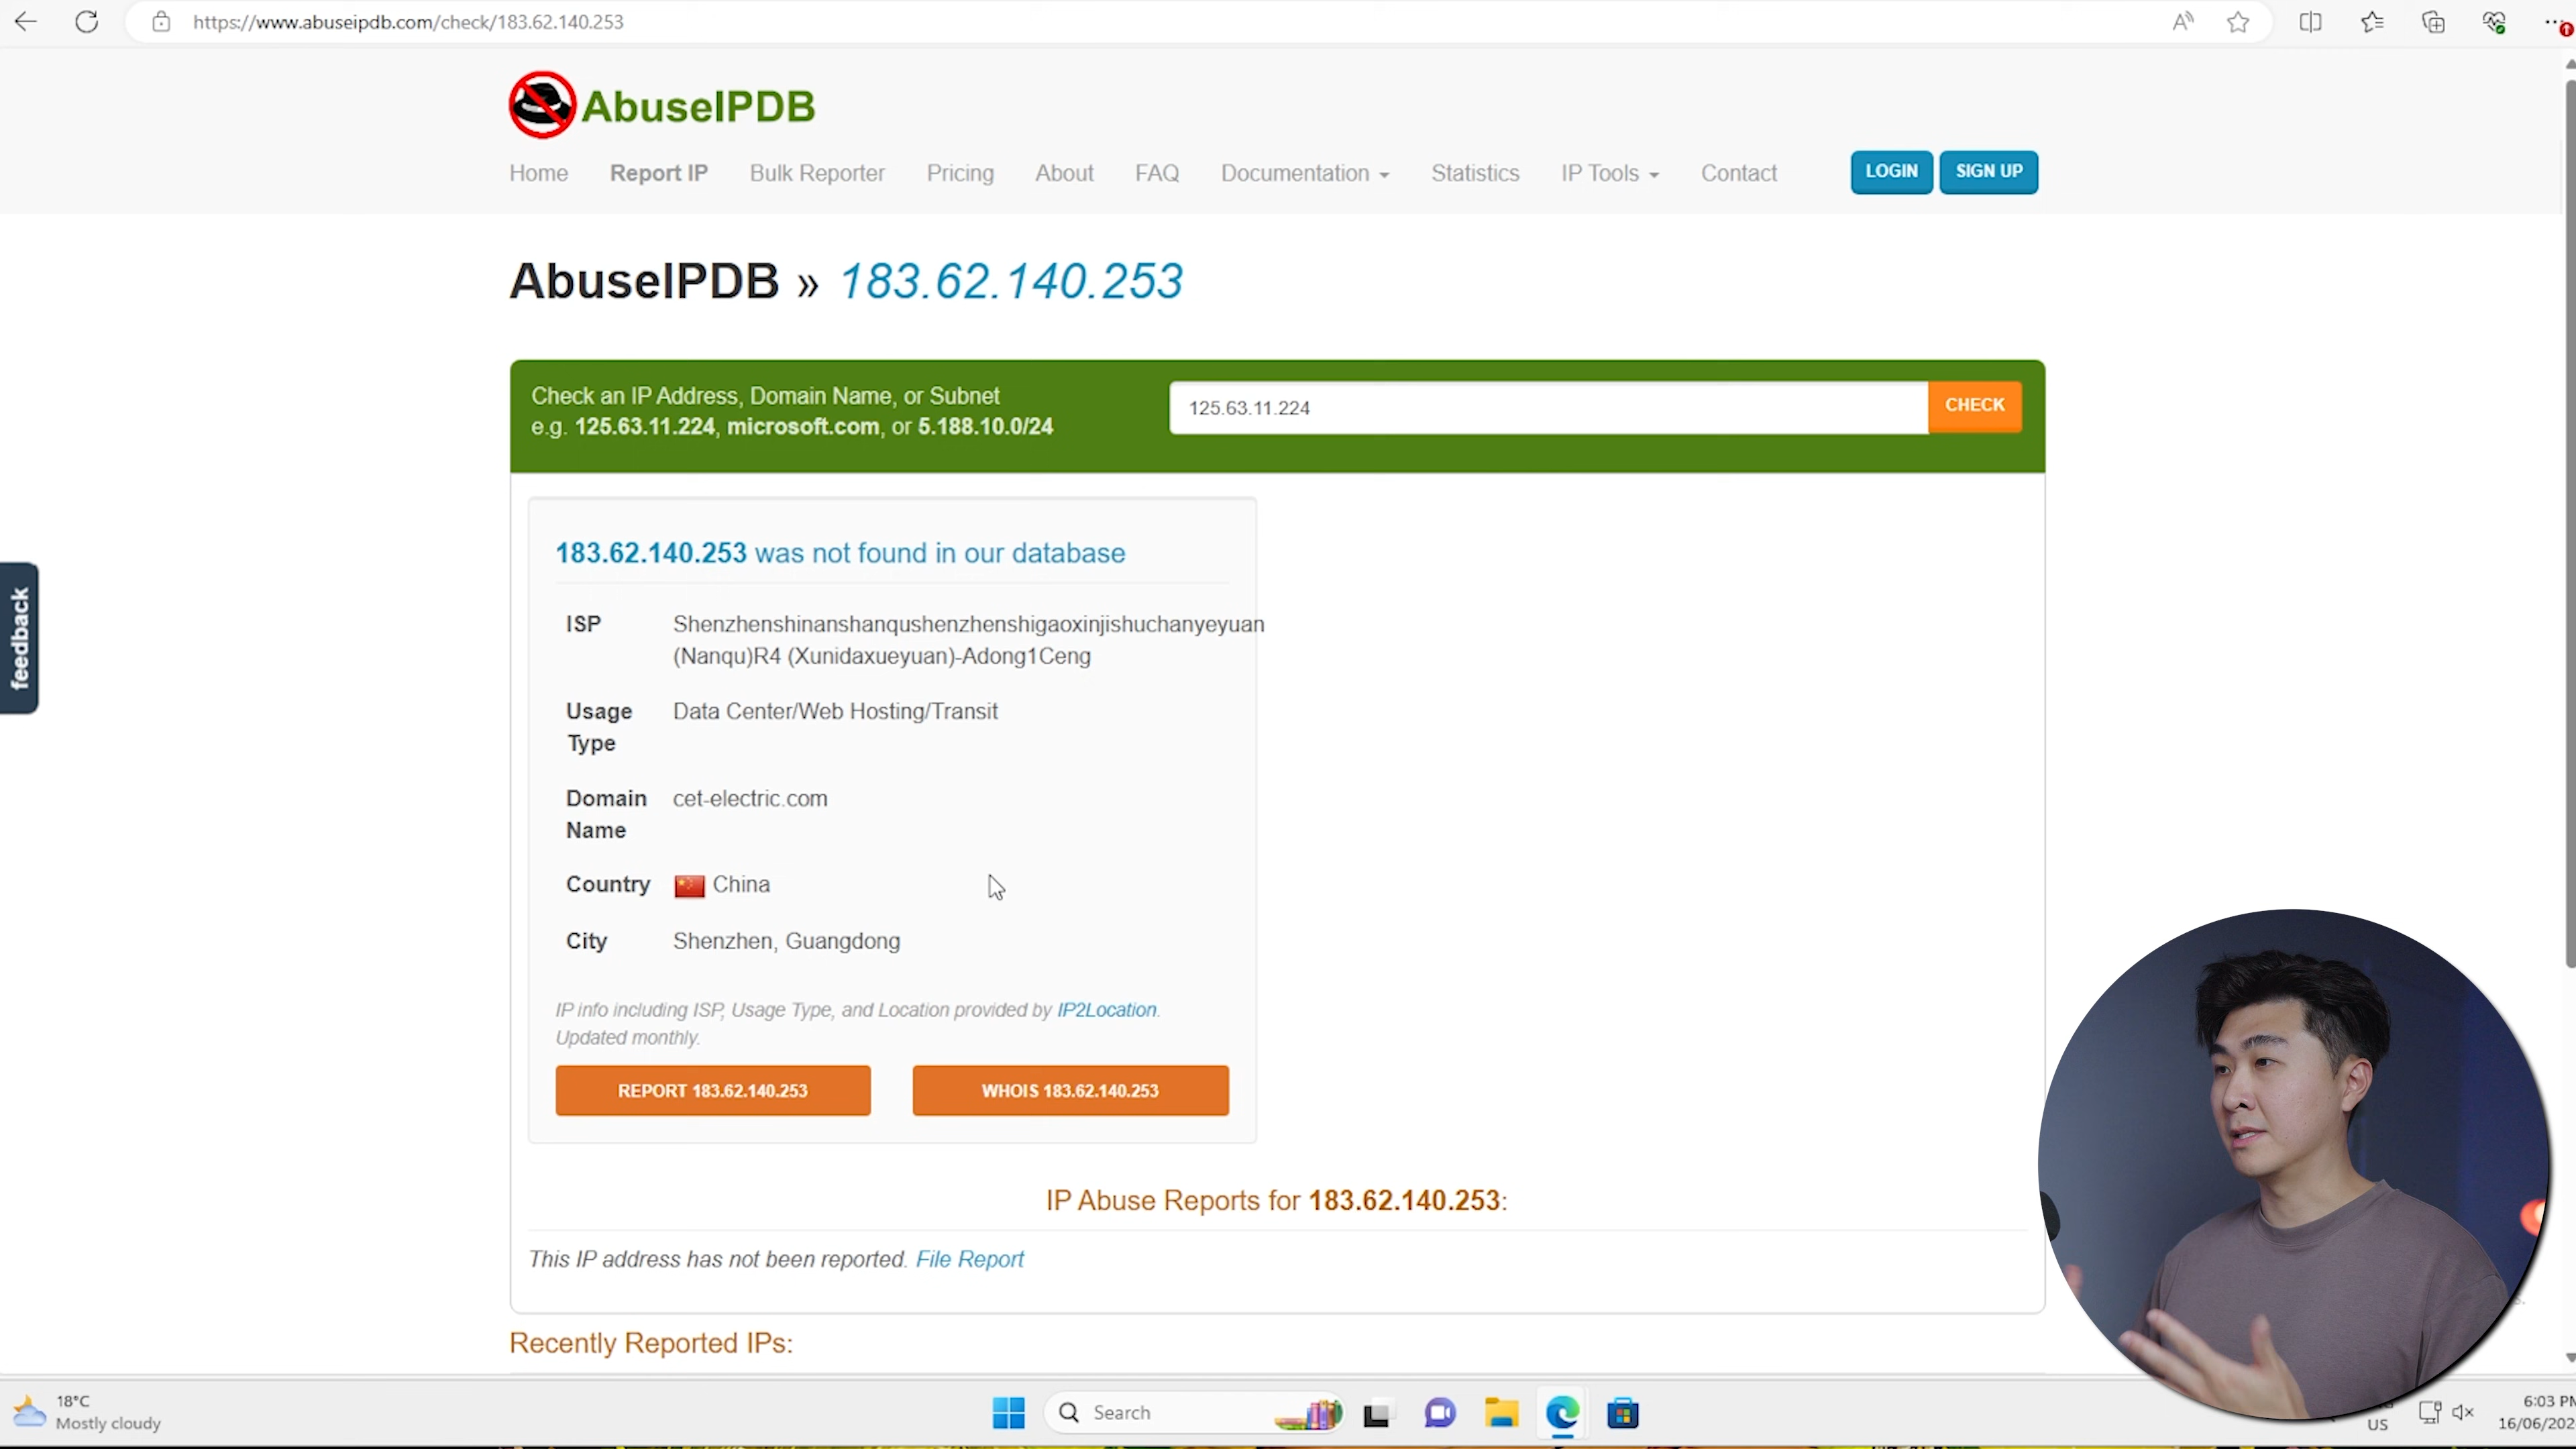 https://www.abuseipdb.com/check/183.62.140.253
AbuseIPDB
Home Report IP Bulk Reporter Pricing About FAQ Documentation Statistics IP Tools Contact LOGIN SIGN UP
AbuseIPDB » 183.62.140.253
Check an IP Address, Domain Name, or Subnet
e.g. 125.63.11.224, microsoft.com, or 5.188.10.0/24
125.63.11.224
CHECK
183.62.140.253 was not found in our database
ISP Shenzhenshinanshanqushenzhenshigaoxinjishuchanyeyuan
(Nanqu)R4 (Xunidaxueyuan)-Adong1Ceng
Usage Type Data Center/Web Hosting/Transit
Domain Name cet-electric.com
Country China
City Shenzhen, Guangdong
IP info including ISP, Usage Type, and Location provided by IP2Location.
Updated monthly.
REPORT 183.62.140.253
WHOIS 183.62.140.253
IP Abuse Reports for 183.62.140.253:
This IP address has not been reported. File Report
Recently Reported IPs:
feedback
18°C
Mostly cloudy
Search
US
6:03 PM
16/06/202